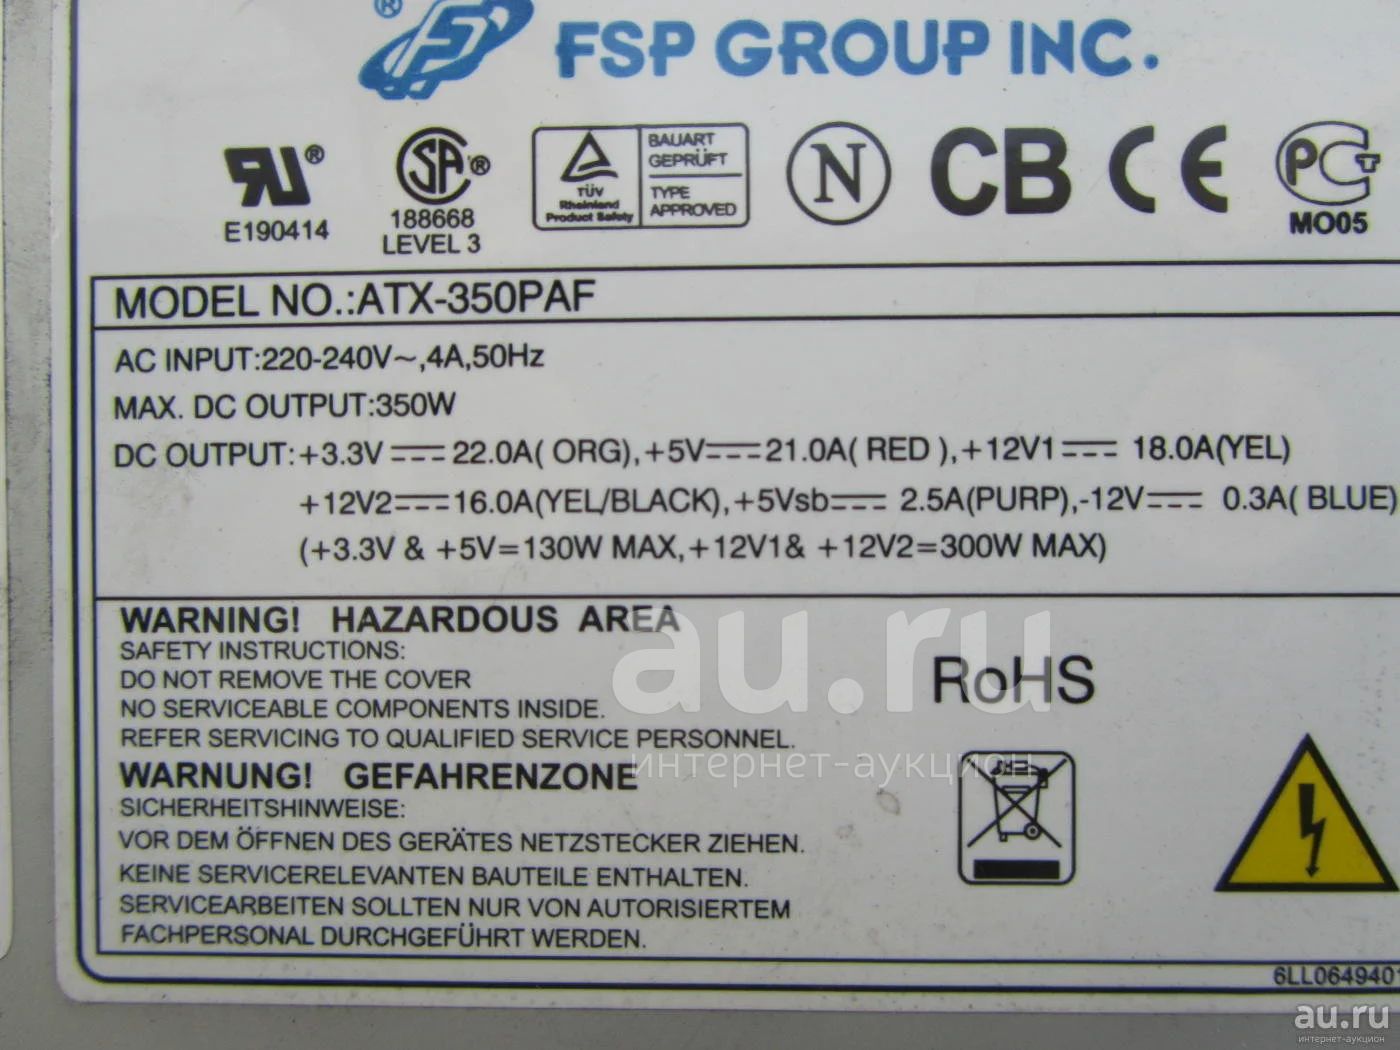 ® FSP GROUP INC.
RU® SA® TÜV Rheinland Product Safety BAUART GEPRÜFT TYPE APPROVED N CB CE PCT
E190414 188668 LEVEL 3 MO05
MODEL NO.:ATX-350PAF
AC INPUT:220-240V~,4A,50Hz
MAX. DC OUTPUT:350W
DC OUTPUT:+3.3V 22.0A( ORG),+5V 21.0A( RED ),+12V1 18.0A(YEL)
+12V2 16.0A(YEL/BLACK),+5Vsb 2.5A(PURP),-12V 0.3A( BLUE)
(+3.3V & +5V=130W MAX,+12V1& +12V2=300W MAX)
WARNING! HAZARDOUS AREA
SAFETY INSTRUCTIONS:
DO NOT REMOVE THE COVER
NO SERVICEABLE COMPONENTS INSIDE.
REFER SERVICING TO QUALIFIED SERVICE PERSONNEL.
RoHS
WARNUNG! GEFAHRENZONE
SICHERHEITSHINWEISE:
VOR DEM ÖFFNEN DES GERÄTES NETZSTECKER ZIEHEN.
KEINE SERVICERELEVANTEN BAUTEILE ENTHALTEN.
SERVICEARBEITEN SOLLTEN NUR VON AUTORISIERTEM
FACHPERSONAL DURCHGEFÜHRT WERDEN.
6LL0649401
au.ru
интернет-аукцион
au.ru
интернет-аукцион